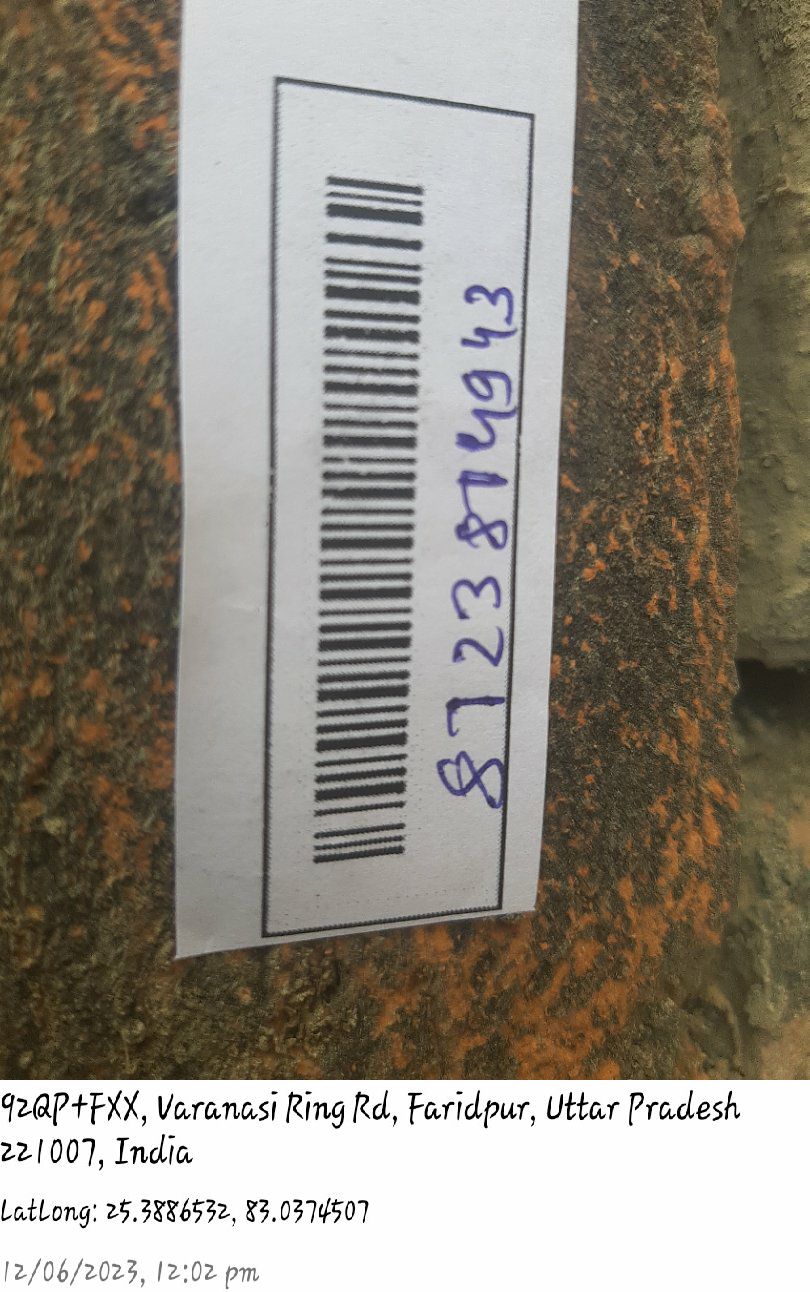 8723874943
92QP+FXX, Varanasi Ring Rd, Faridpur, Uttar Pradesh
221007, India
LatLong: 25.3886532, 83.0374507
12/06/2023, 12:02 pm